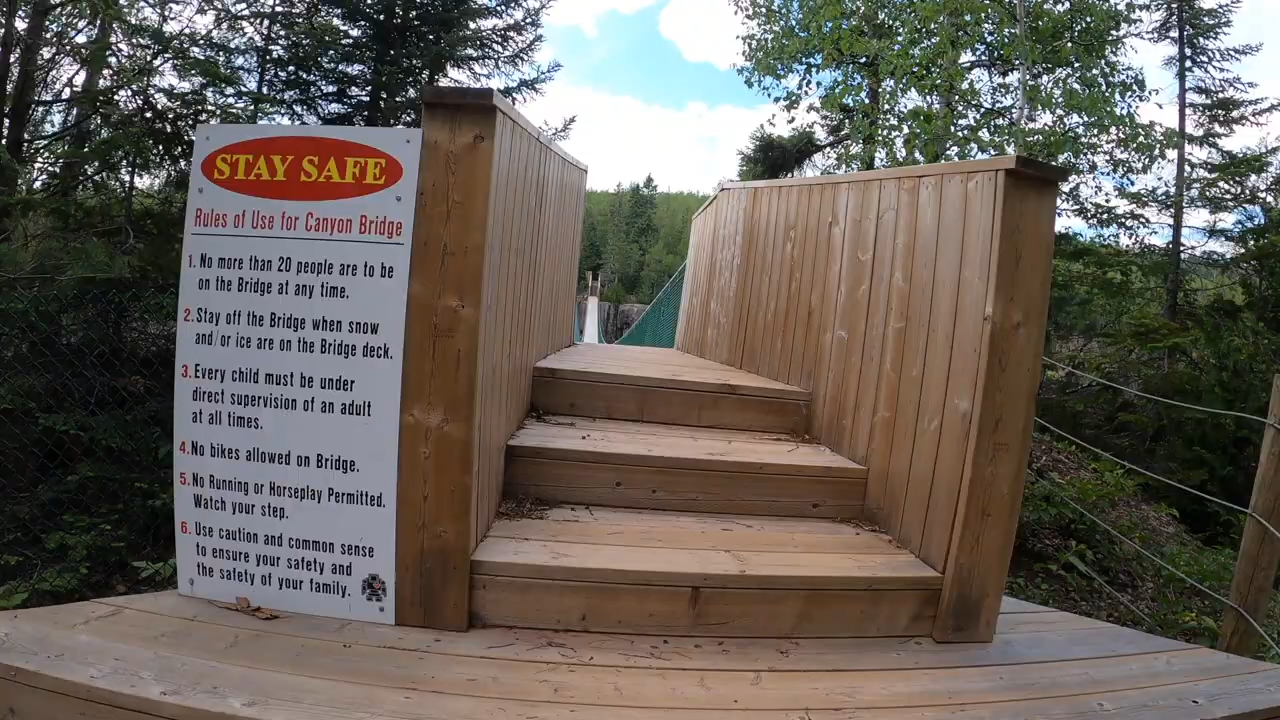 STAY SAFE
Rules of Use for Canyon Bridge
1. No more than 20 people are to be
on the Bridge at any time.
2. Stay off the Bridge when snow
and/or ice are on the Bridge deck.
3. Every child must be under
direct supervision of an adult
at all times.
4. No bikes allowed on Bridge.
5. No Running or Horseplay Permitted.
Watch your step.
6. Use caution and common sense
to ensure your safety and
the safety of your family.